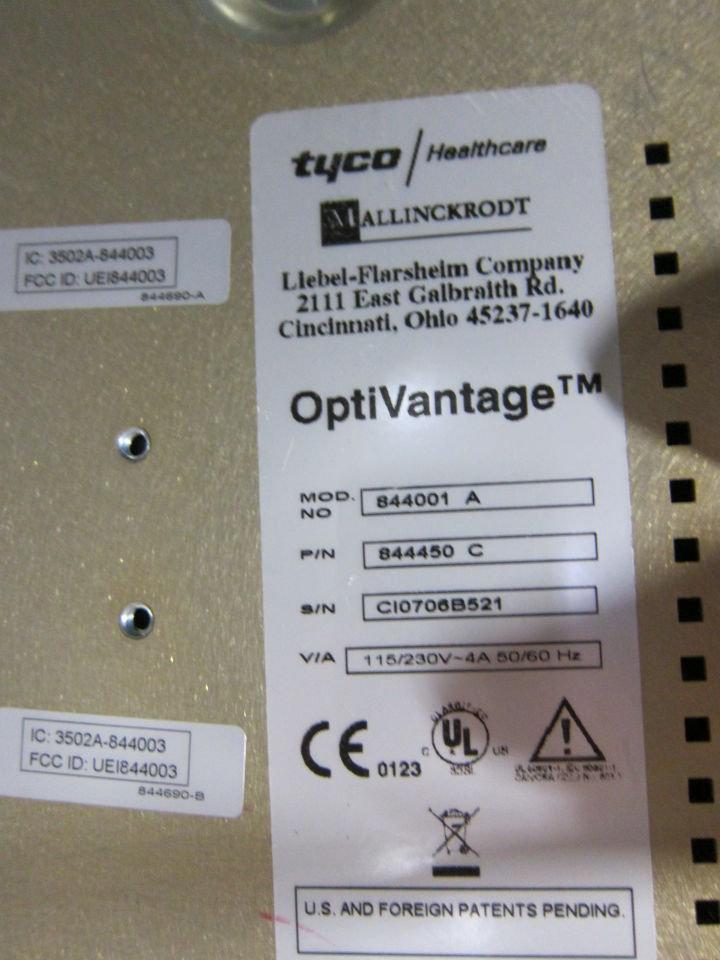 tyco / Healthcare
MALLINCKRODT
Liebel-Flarsheim Company
2111 East Galbraith Rd.
Cincinnati, Ohio 45237-1640
OptiVantage™
MOD. NO 844001 A
P/N 844450 C
S/N CI0706B521
V/A 115/230V~4A 50/60 Hz
CE 0123
CLASSIFIED
C UL US
U.S. AND FOREIGN PATENTS PENDING.
IC: 3502A-844003
FCC ID: UEI844003
844690-A
IC: 3502A-844003
FCC ID: UEI844003
844690-B